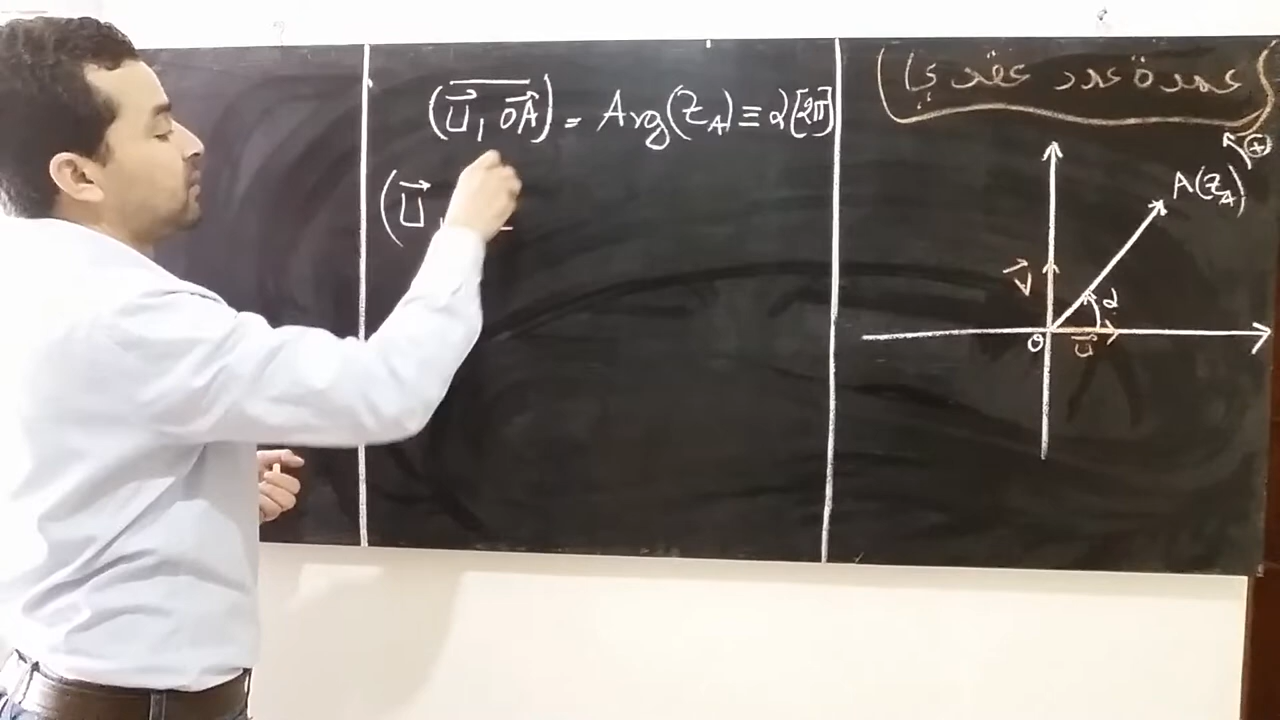 عمدة عدد عقدي
(U⃗, OA⃗) = Arg(Z_A) ≡ α[2π]
(U⃗,
A(Z_A)
+
V⃗
α
O
U⃗